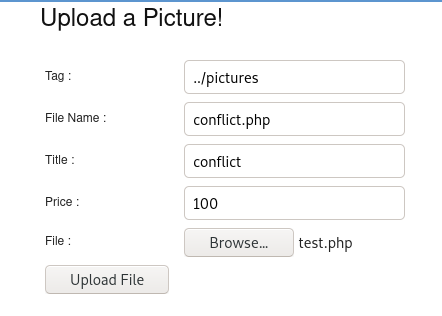 Upload a Picture!
Tag : ../pictures
File Name : conflict.php
Title : conflict
Price : 100
File : Browse... test.php
Upload File